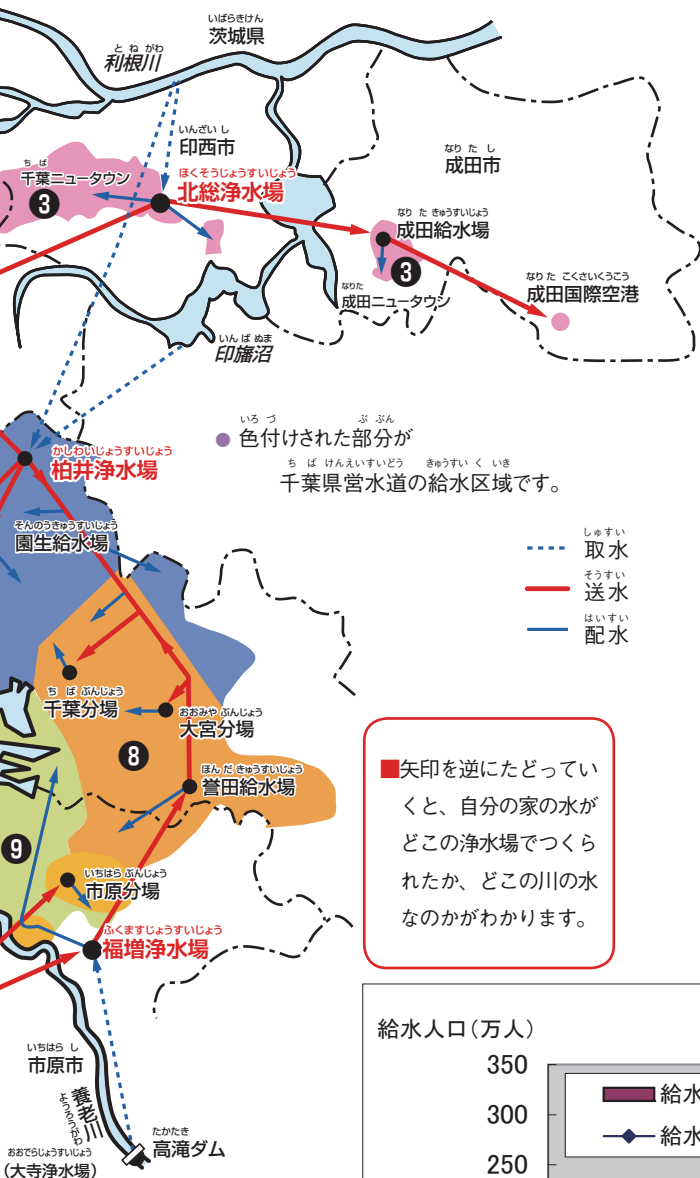 いばらきけん
茨城県
とねがわ
利根川
いんざいし
印西市
なりたし
成田市
ちば
千葉ニュータウン
3
ほくそうじょうすいじょう
北総浄水場
なりたきゅうすいじょう
成田給水場
3
なりた
成田ニュータウン
なりたこくさいくうこう
成田国際空港
いんばぬま
印旛沼
いろづ ぶぶん
色付けされた部分が
ちばけんえいすいどう きゅうすいくいき
千葉県営水道の給水区域です。
かしわいじょうすいじょう
柏井浄水場
そんのうきゅうすいじょう
園生給水場
しゅすい
取水
そうすい
送水
はいすい
配水
ちばぶんじょう
千葉分場
おおみやぶんじょう
大宮分場
8
ほんだきゅうすいじょう
誉田給水場
■矢印を逆にたどってい
くと、自分の家の水が
どこの浄水場でつくら
れたか、どこの川の水
なのかがわかります。
9
いちはらぶんじょう
市原分場
ふくますじょうすいじょう
福増浄水場
いちはらし
市原市
養老川
ようろうがわ
たかたき
高滝ダム
おおでらじょうすいじょう
(大寺浄水場)
給水人口(万人)
350
300
250
給水
給水